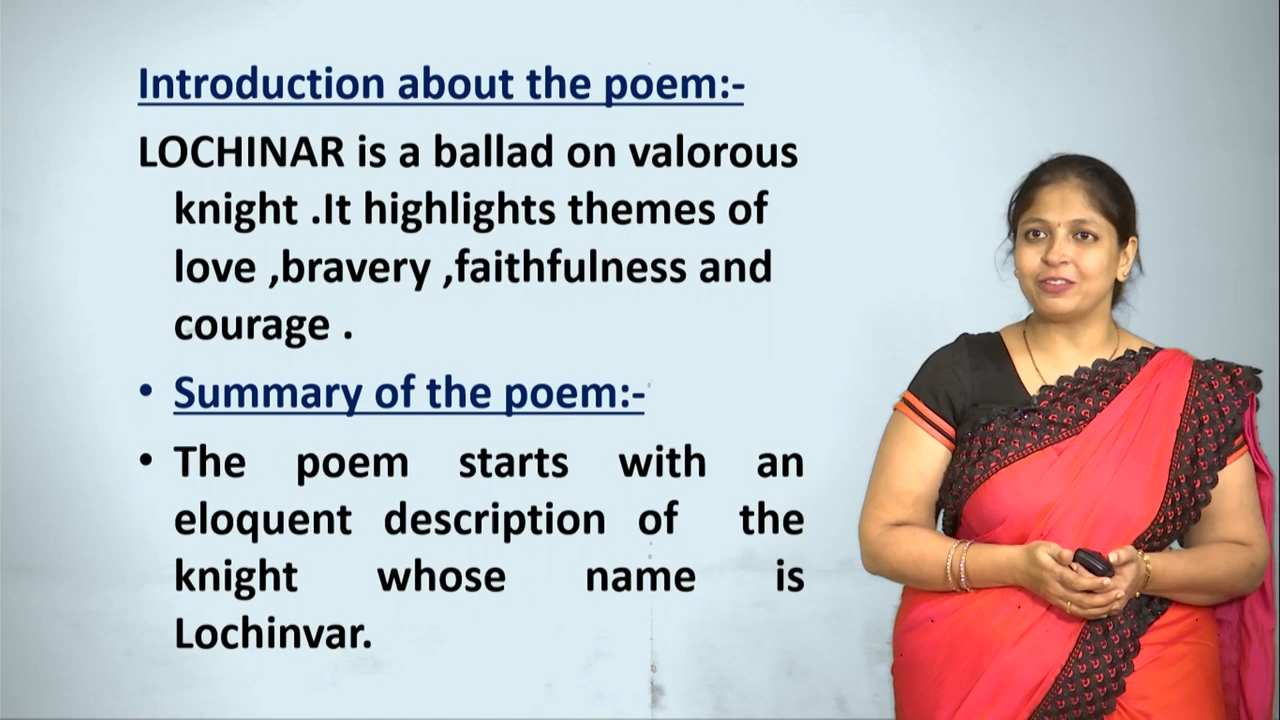 Introduction about the poem:-
LOCHINAR is a ballad on valorous
knight .It highlights themes of
love ,bravery ,faithfulness and
courage .
• Summary of the poem:-
• The poem starts with an
eloquent description of the
knight whose name is
Lochinvar.